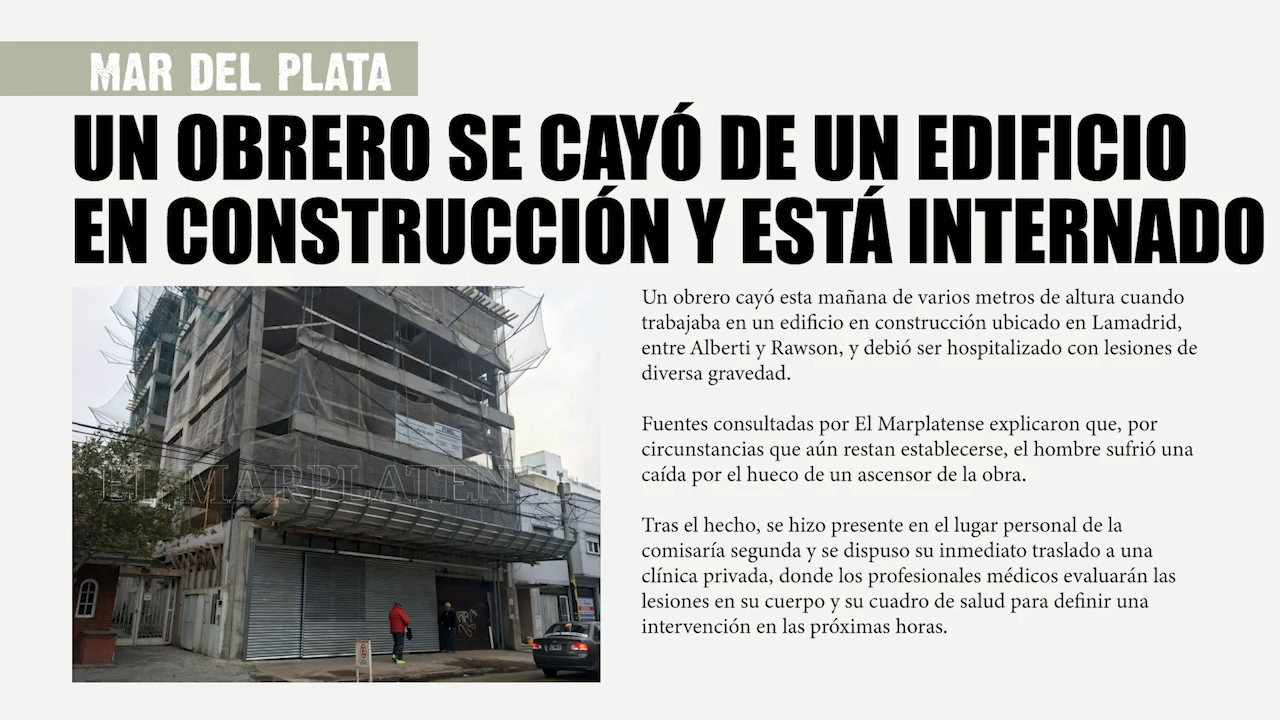 MAR DEL PLATA
UN OBRERO SE CAYÓ DE UN EDIFICIO
EN CONSTRUCCIÓN Y ESTÁ INTERNADO
Un obrero cayó esta mañana de varios metros de altura cuando
trabajaba en un edificio en construcción ubicado en Lamadrid,
entre Alberti y Rawson, y debió ser hospitalizado con lesiones de
diversa gravedad.
Fuentes consultadas por El Marplatense explicaron que, por
circunstancias que aún restan establecerse, el hombre sufrió una
caída por el hueco de un ascensor de la obra.
Tras el hecho, se hizo presente en el lugar personal de la
comisaría segunda y se dispuso su inmediato traslado a una
clínica privada, donde los profesionales médicos evaluarán las
lesiones en su cuerpo y su cuadro de salud para definir una
intervención en las próximas horas.
EL MARPLATEN